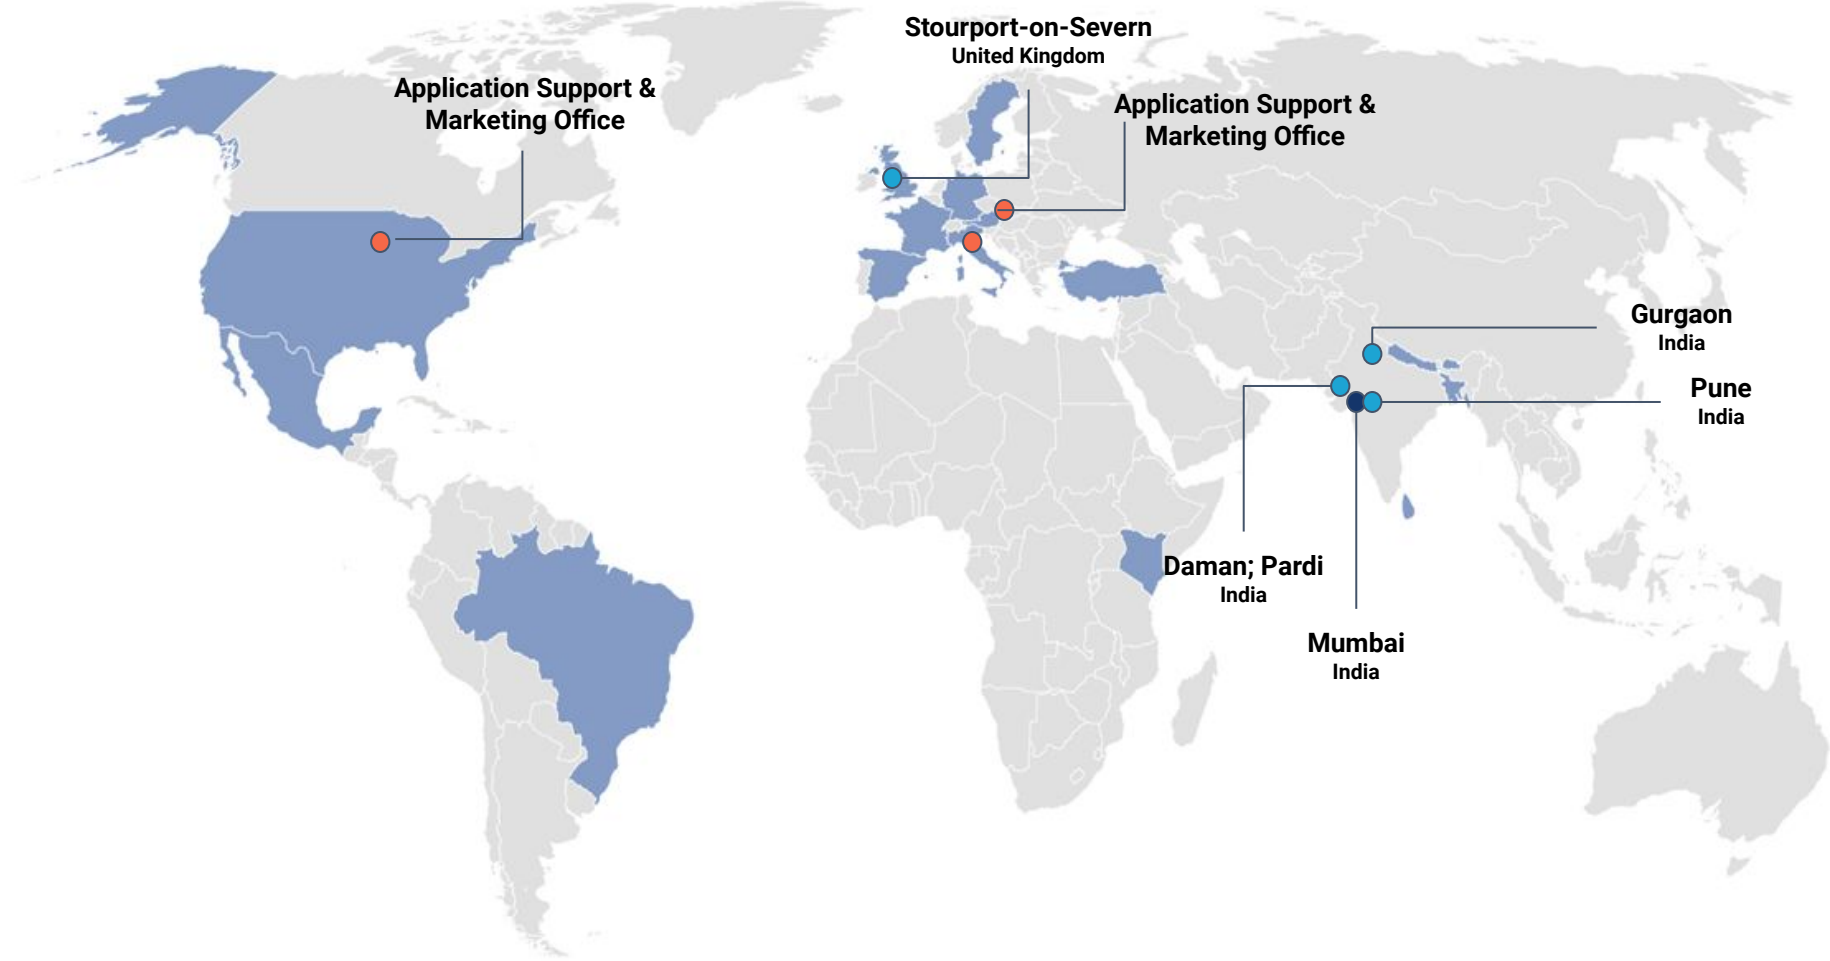 Stourport-on-Severn
United Kingdom
Application Support &
Marketing Office
Application Support &
Marketing Office
Gurgaon
India
Pune
India
Daman; Pardi
India
Mumbai
India